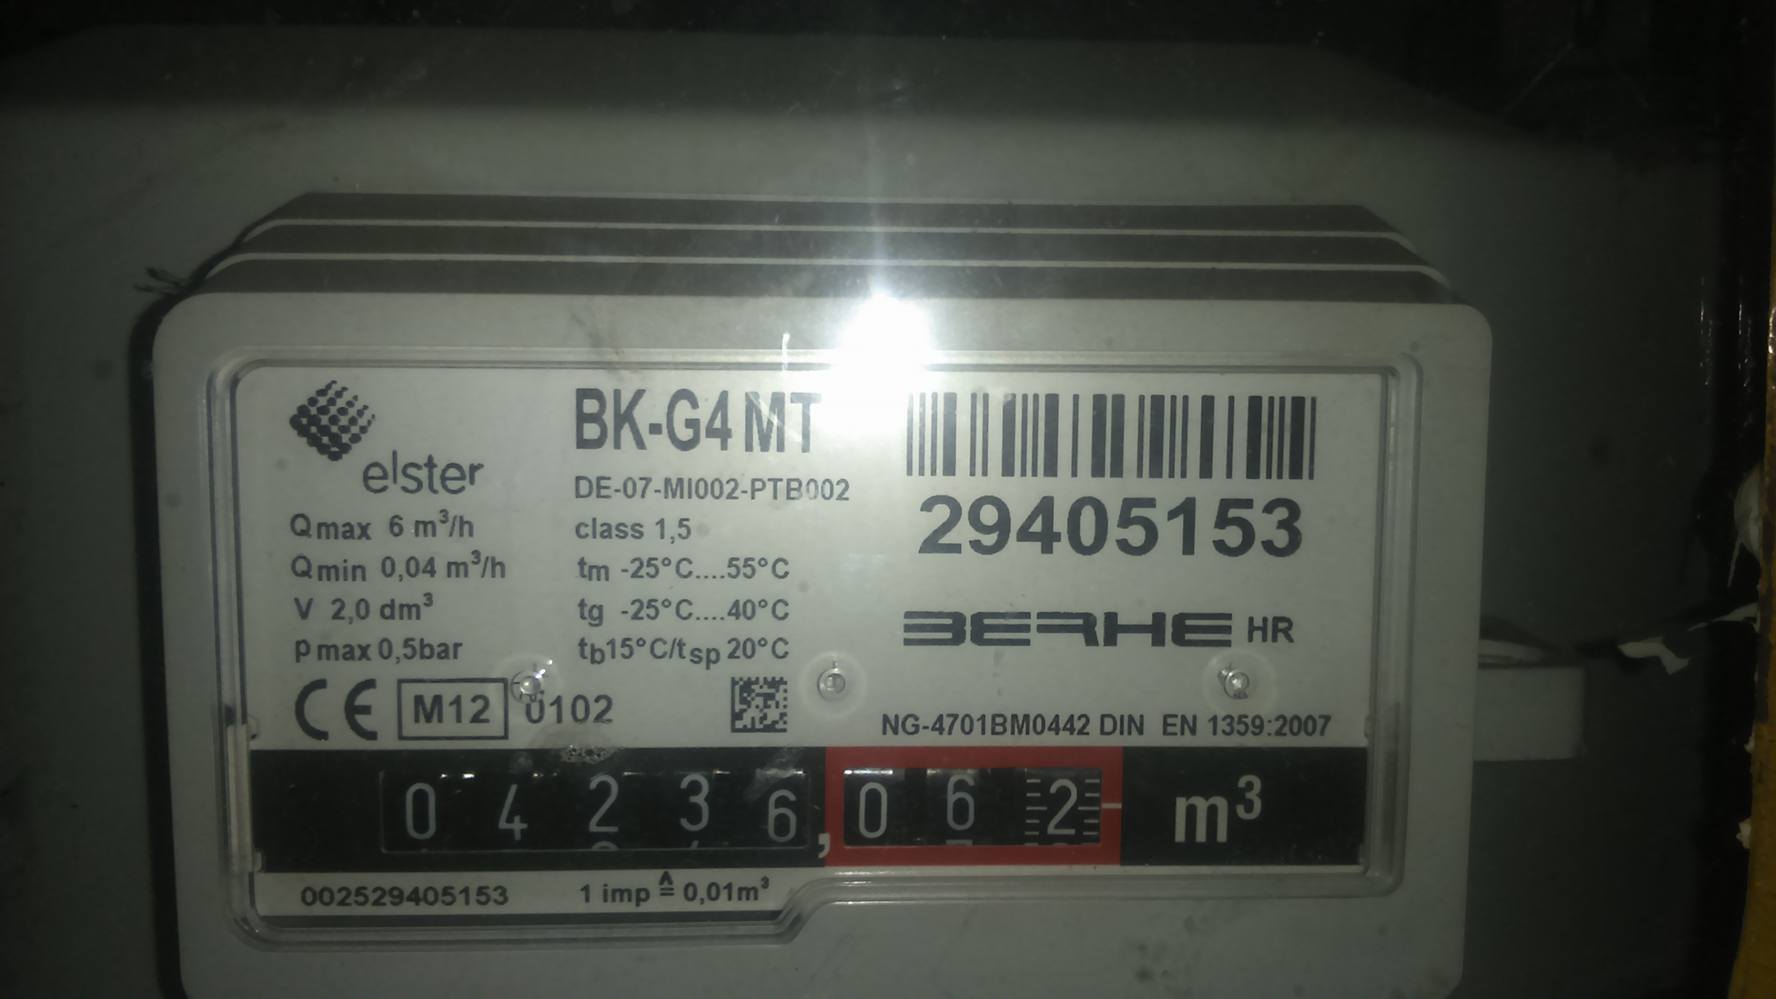 elster
BK-G4 MT
DE-07-MI002-PTB002
29405153
Qmax 6 m³/h
class 1,5
Qmin 0,04 m³/h
tm -25°C....55°C
V 2,0 dm³
tg -25°C....40°C
BERHE HR
pmax 0,5bar
tb15°C/tsp 20°C
CE M12 0102
NG-4701BM0442 DIN EN 1359:2007
04236,062 m³
002529405153
1 imp ≙ 0,01m³